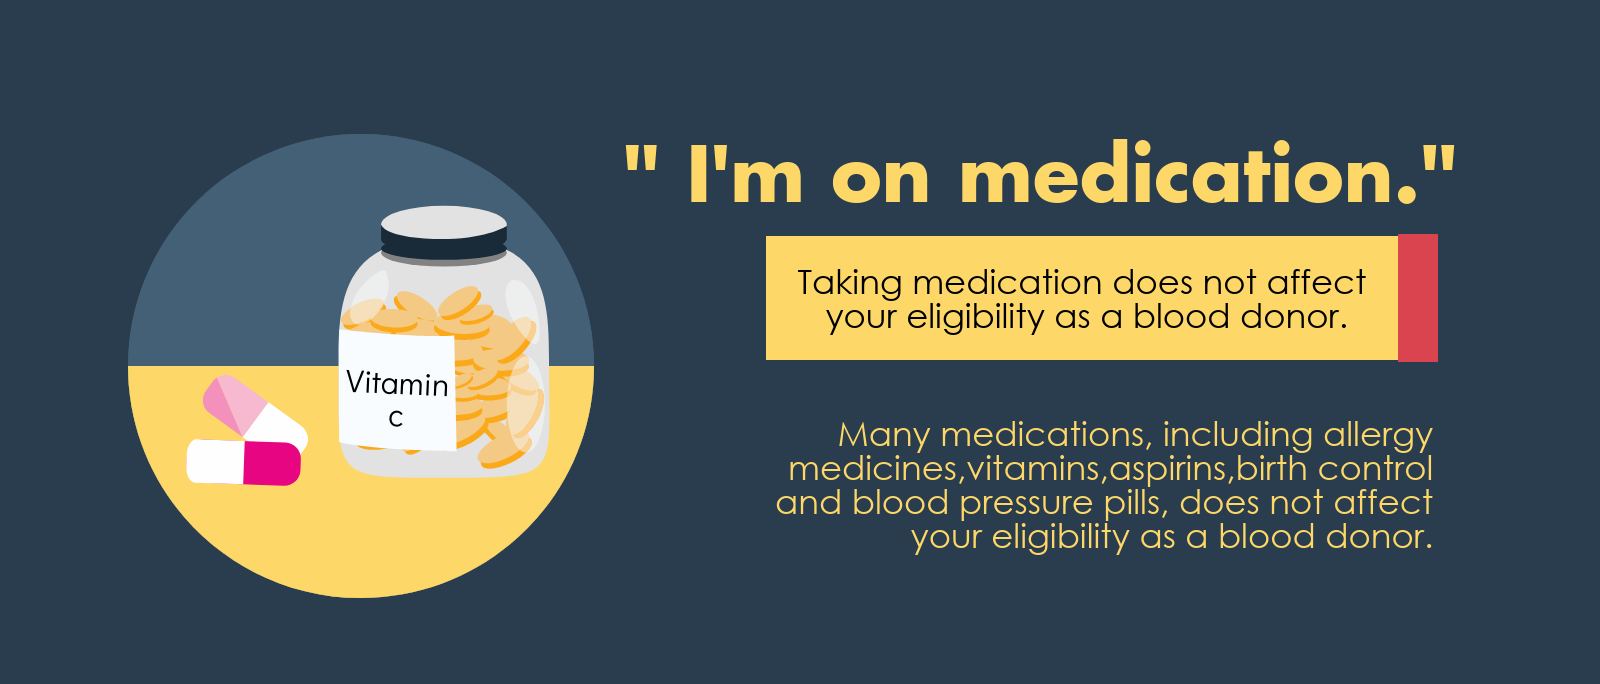 " I'm on medication."
Taking medication does not affect
your eligibility as a blood donor.
Many medications, including allergy
medicines,vitamins,aspirins,birth control
and blood pressure pills, does not affect
your eligibility as a blood donor.
Vitamin
c